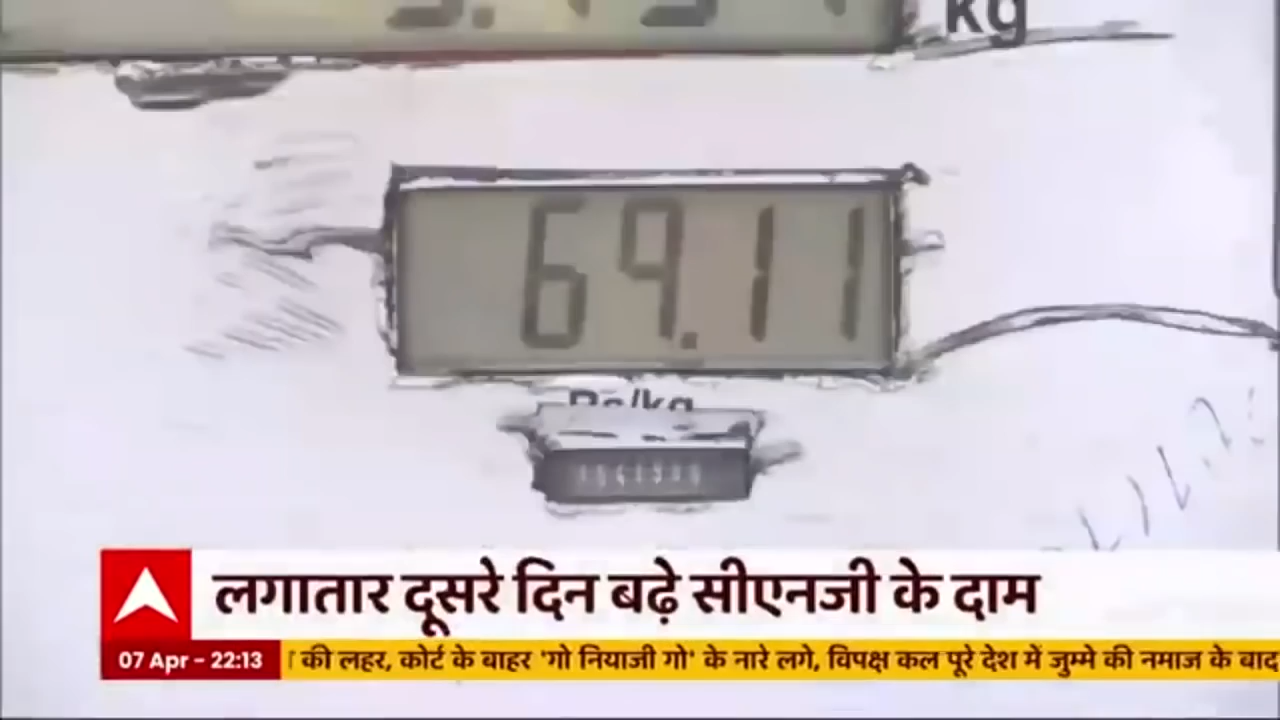 kg
69.11
Rs/kg
लगातार दूसरे दिन बढ़े सीएनजी के दाम
07 Apr - 22:13
की लहर, कोर्ट के बाहर 'गो नियाजी गो' के नारे लगे, विपक्ष कल पूरे देश में जुम्मे की नमाज के बाद